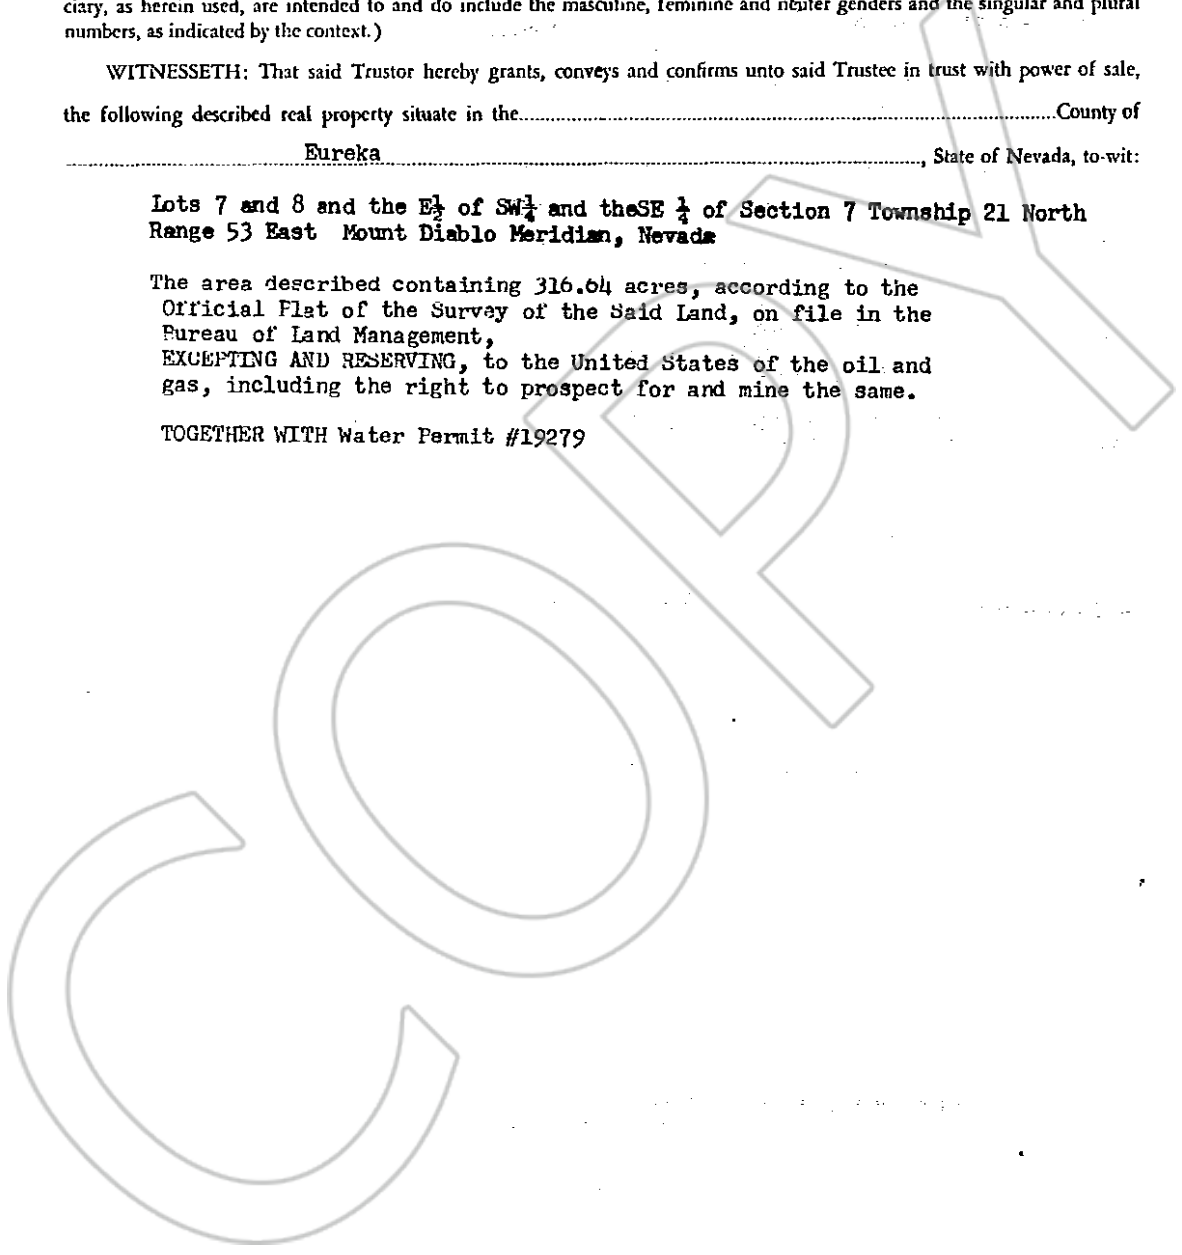 ciary, as herein used, are intended to and do include the masculine, feminine and neuter genders and the singular and plural
numbers, as indicated by the context.)
WITNESSETH: That said Trustor hereby grants, conveys and confirms unto said Trustee in trust with power of sale,
the following described real property situate in the..........County of
..........Eureka.........., State of Nevada, to-wit:
Lots 7 and 8 and the E½ of SW¼ and theSE ¼ of Section 7 Township 21 North
Range 53 East Mount Diablo Meridian, Nevada
The area described containing 316.64 acres, according to the
Official Plat of the Survey of the Said Land, on file in the
Bureau of Land Management,
EXCEPTING AND RESERVING, to the United States of the oil and
gas, including the right to prospect for and mine the same.
TOGETHER WITH Water Permit #19279
COPY